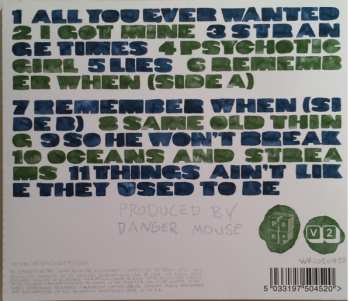 1 ALL YOU EVER WANTED
2 I GOT MINE 3 STRAN
GE TIMES 4 PSYCHOTIC
GIRL 5 LIES 6 REMEMB
ER WHEN (SIDE A)
7 REMEMBER WHEN (SI
DE B) 8 SAME OLD THIN
G 9 SO HE WON'T BREAK
10 OCEANS AND STREA
MS 11 THINGS AIN'T LIK
E THEY USED TO BE
PRODUCED BY
DANGER MOUSE
V2
5 033197 504520 >